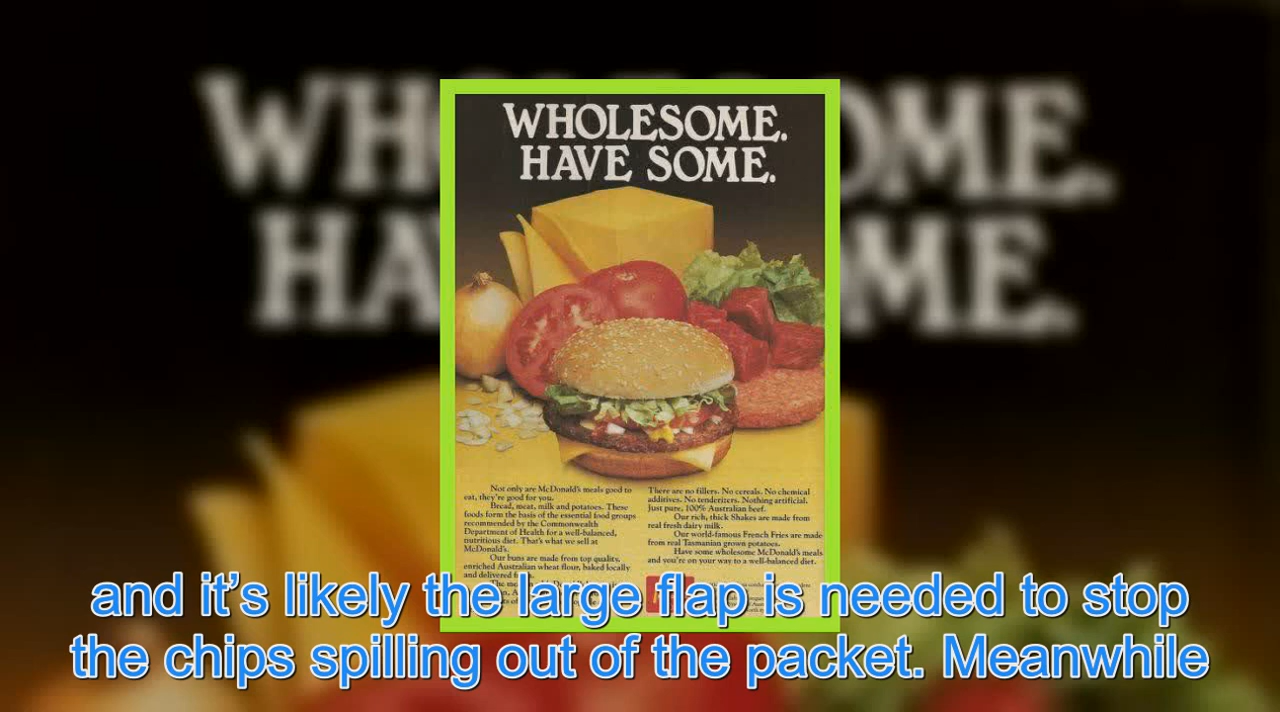 WHOLESOME.
HAVE SOME.
Not only are McDonald's meals good to
eat, they're good for you.
Bread, meat, milk and potatoes. These
foods form the basis of the essential food groups
recommended by the Commonwealth
Department of Health for a well-balanced,
nutritious diet. That's what we sell at
McDonald's.
Our buns are made from top quality,
enriched Australian wheat flour, baked locally
and delivered
There are no fillers. No cereals. No chemical
additives. No tenderizers. Nothing artificial.
Just pure, 100% Australian beef.
Our rich, thick Shakes are made from
real fresh dairy milk.
Our world-famous French Fries are made
from real Tasmanian grown potatoes.
Have some wholesome McDonald's meals
and you're on your way to a well-balanced diet.
and it’s likely the large flap is needed to stop
the chips spilling out of the packet. Meanwhile